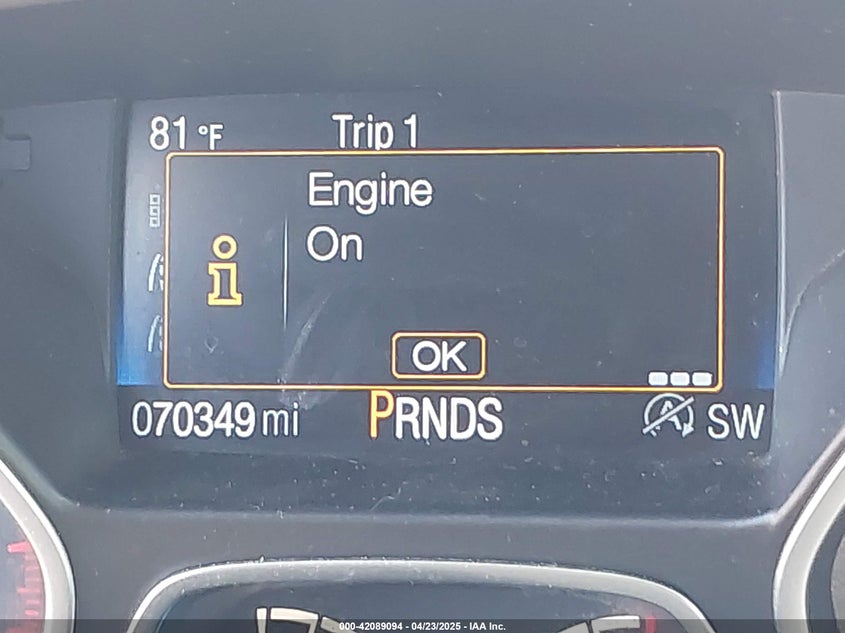 81 °F Trip 1
Engine
On
OK
070349 mi PRNDS A SW
000-42089094 - 04/23/2025 - IAA Inc.